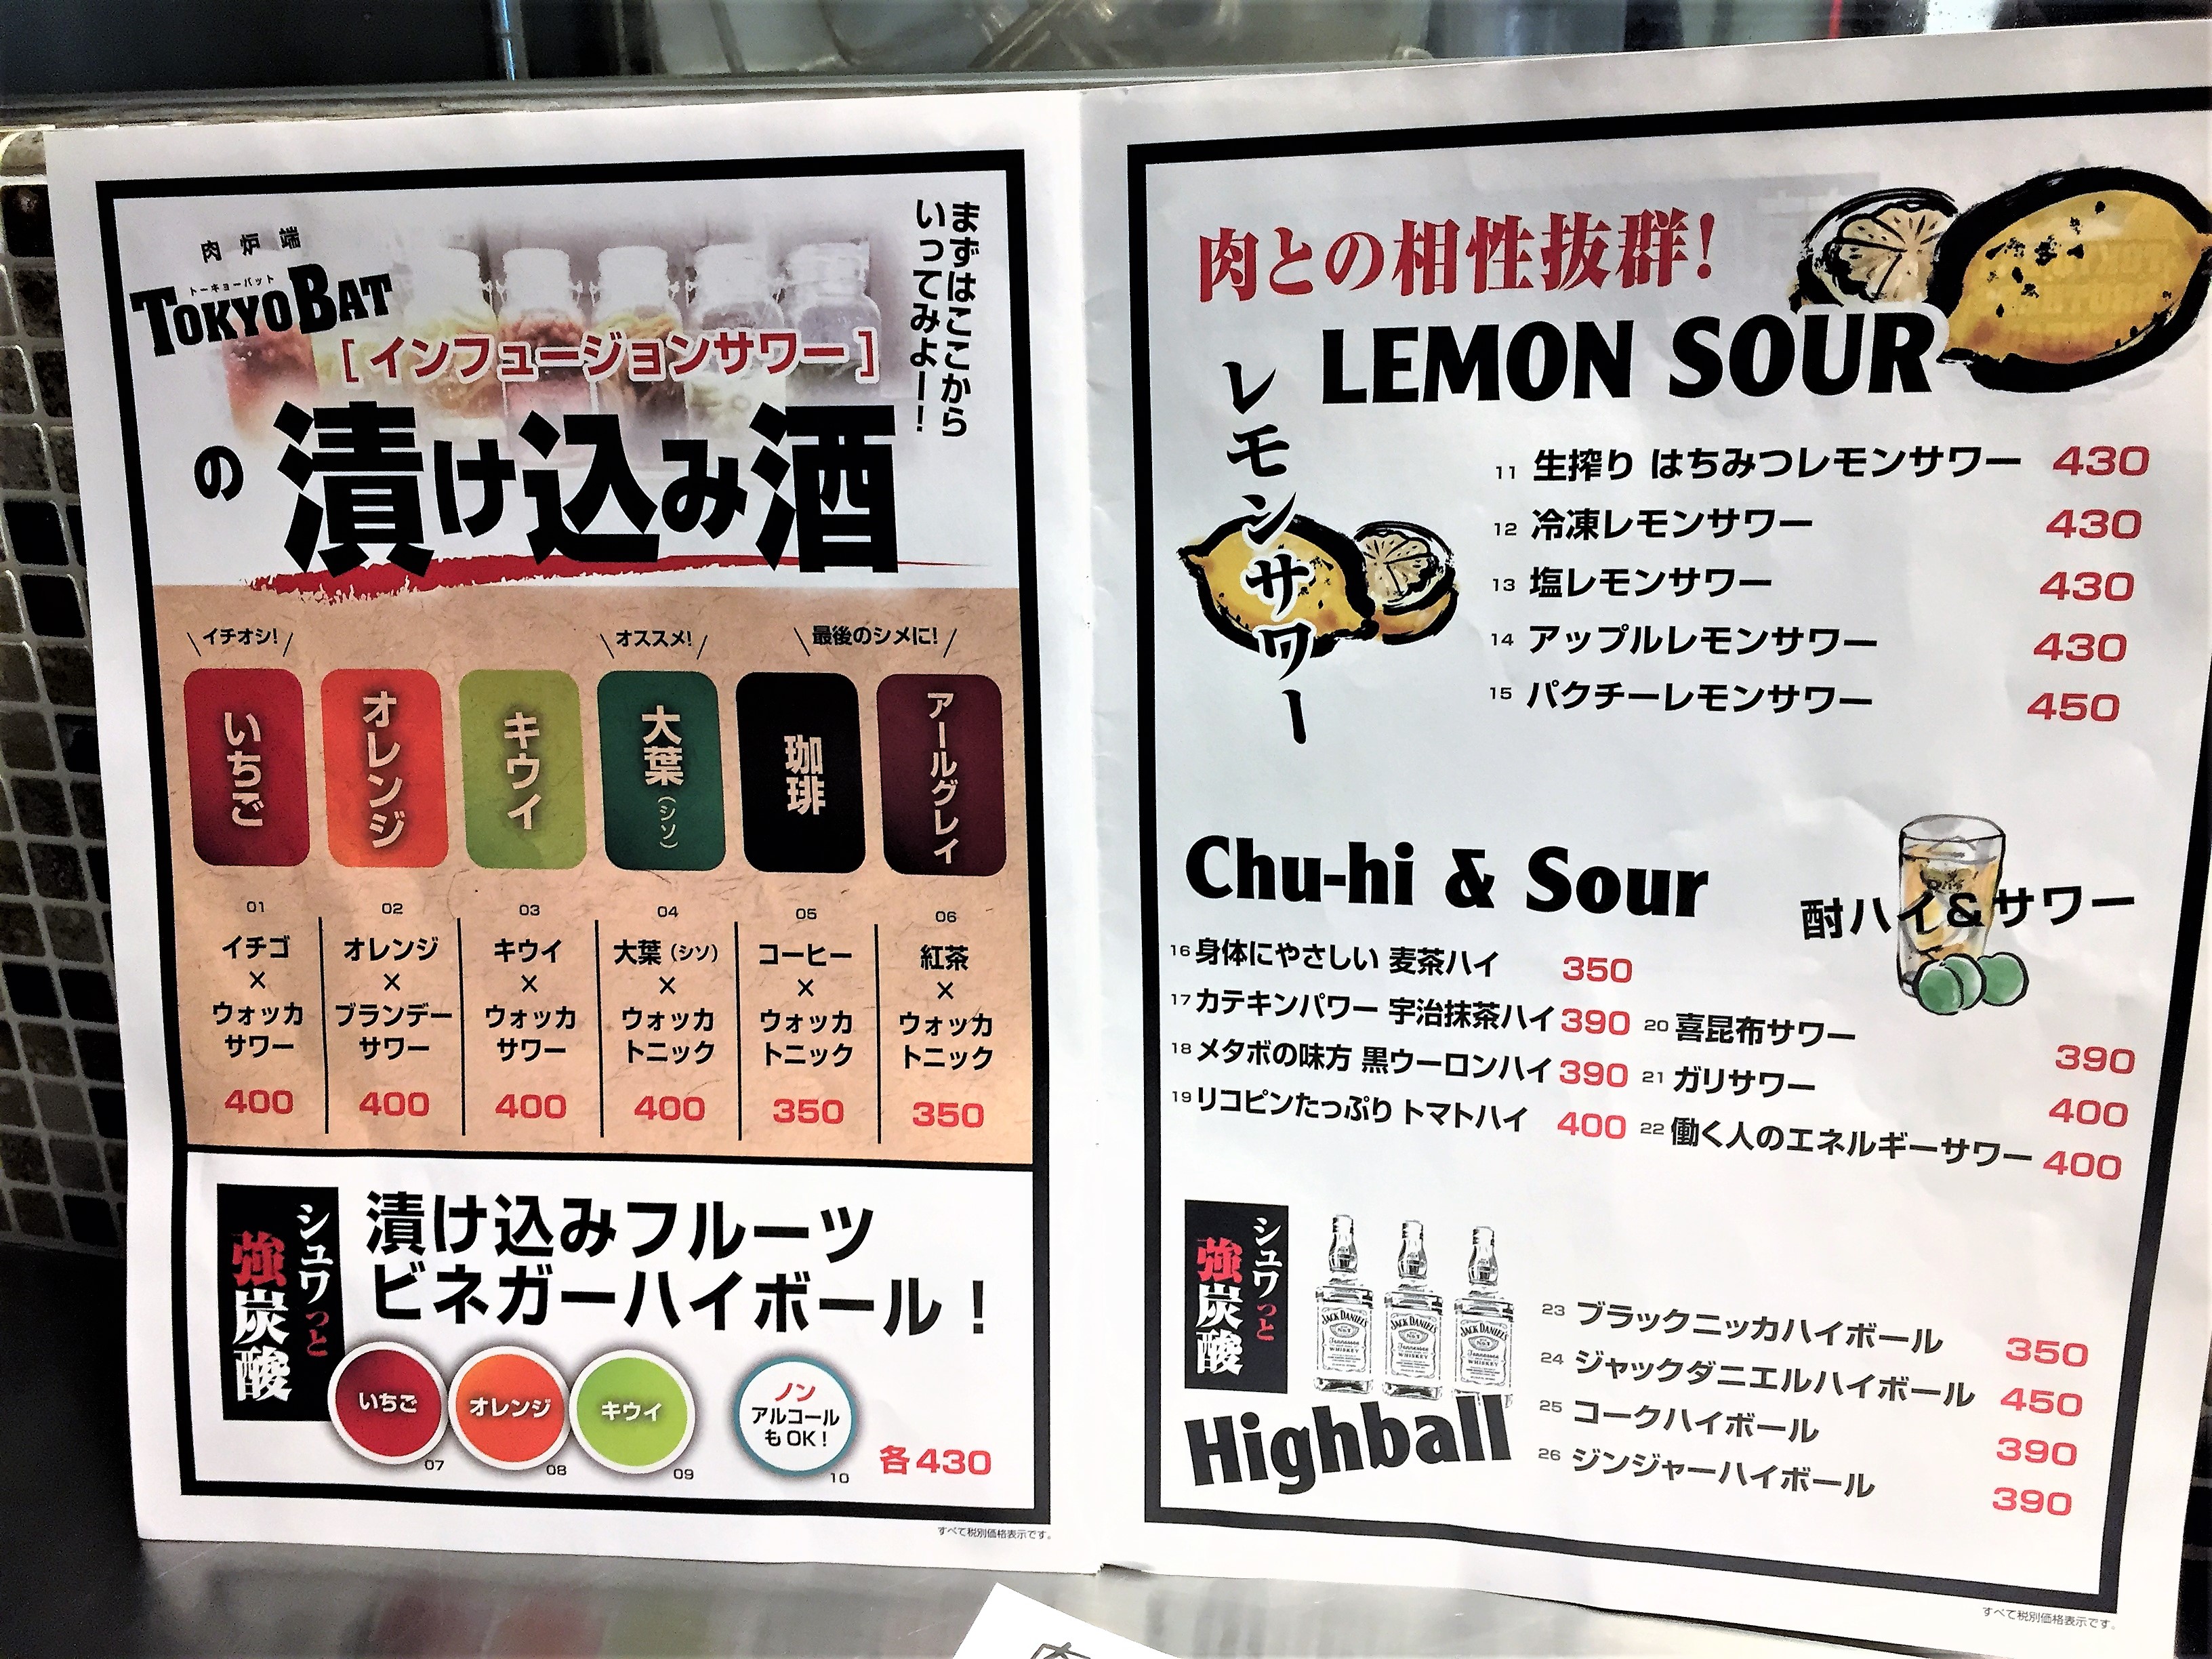 肉炉端
トーキョーバット
TOKYO BAT
まずはここから
いってみよー！
［インフュージョンサワー］
の漬け込み酒
イチオシ!
オススメ!
最後のシメに!
いちご
オレンジ
キウイ
大葉（シソ）
珈琲
アールグレイ
01
イチゴ
×
ウォッカ
サワー
400
02
オレンジ
×
ブランデー
サワー
400
03
キウイ
×
ウォッカ
サワー
400
04
大葉（シソ）
×
ウォッカ
トニック
400
05
コーヒー
×
ウォッカ
トニック
350
06
紅茶
×
ウォッカ
トニック
350
シュワっと
強炭酸
漬け込みフルーツ
ビネガーハイボール！
いちご
07
オレンジ
08
キウイ
09
ノン
アルコール
もOK！
10
各430
すべて税別価格表示です。
肉との相性抜群！
LEMON SOUR
レモンサワー
11 生搾り はちみつレモンサワー 430
12 冷凍レモンサワー 430
13 塩レモンサワー 430
14 アップルレモンサワー 430
15 パクチーレモンサワー 450
Chu-hi & Sour
酎ハイ&サワー
16 身体にやさしい 麦茶ハイ 350
17 カテキンパワー 宇治抹茶ハイ 390
18 メタボの味方 黒ウーロンハイ 390
19 リコピンたっぷり トマトハイ 400
20 喜昆布サワー 390
21 ガリサワー 400
22 働く人のエネルギーサワー 400
シュワっと
強炭酸
JACK DANIEL'S
Tennessee
WHISKEY
JACK DANIEL'S
Tennessee
WHISKEY
JACK DANIEL'S
Tennessee
WHISKEY
Highball
23 ブラックニッカハイボール 350
24 ジャックダニエルハイボール 450
25 コークハイボール 390
26 ジンジャーハイボール 390
すべて税別価格表示です。